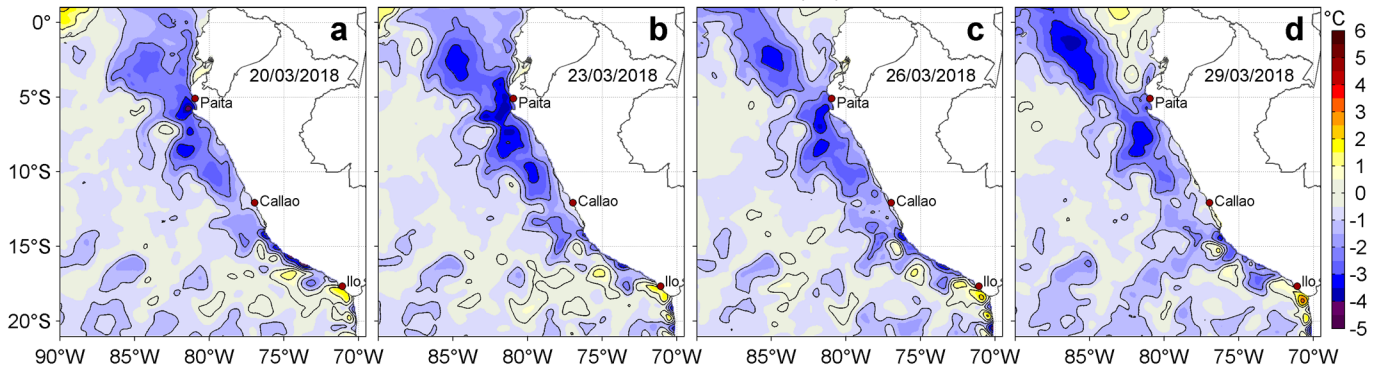 a
b
c
d
°C
20/03/2018
23/03/2018
26/03/2018
29/03/2018
Paita
Paita
Paita
Paita
Callao
Callao
Callao
Callao
Ilo
Ilo
Ilo
Ilo
0°
5°S
10°S
15°S
20°S
90°W 85°W 80°W 75°W 70°W
85°W 80°W 75°W 70°W
85°W 80°W 75°W 70°W
85°W 80°W 75°W 70°W
6
5
4
3
2
1
0
-1
-2
-3
-4
-5